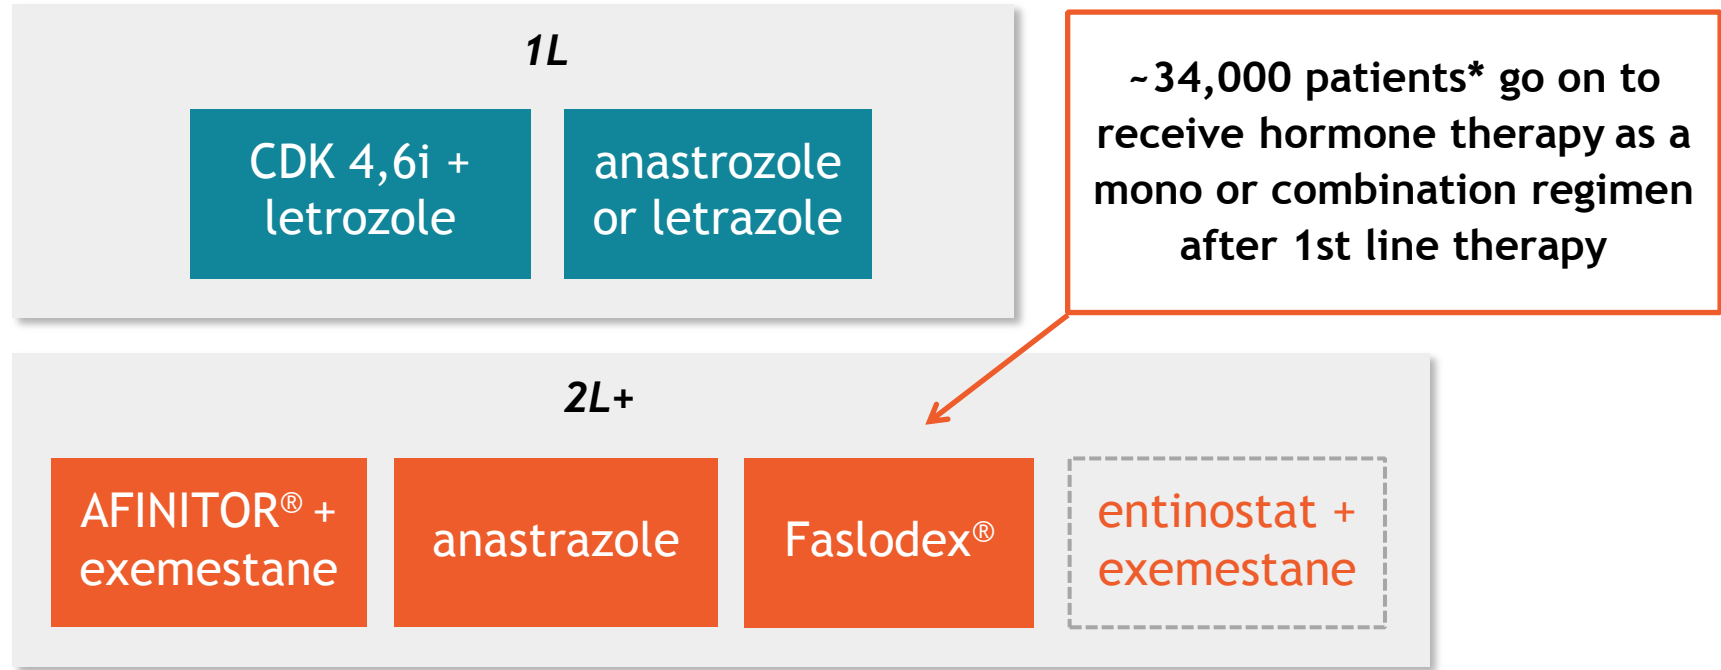 1L
CDK 4,6i +
letrozole
anastrozole
or letrazole
~34,000 patients* go on to
receive hormone therapy as a
mono or combination regimen
after 1st line therapy
2L+
AFINITOR® +
exemestane
anastrazole
Faslodex®
entinostat +
exemestane